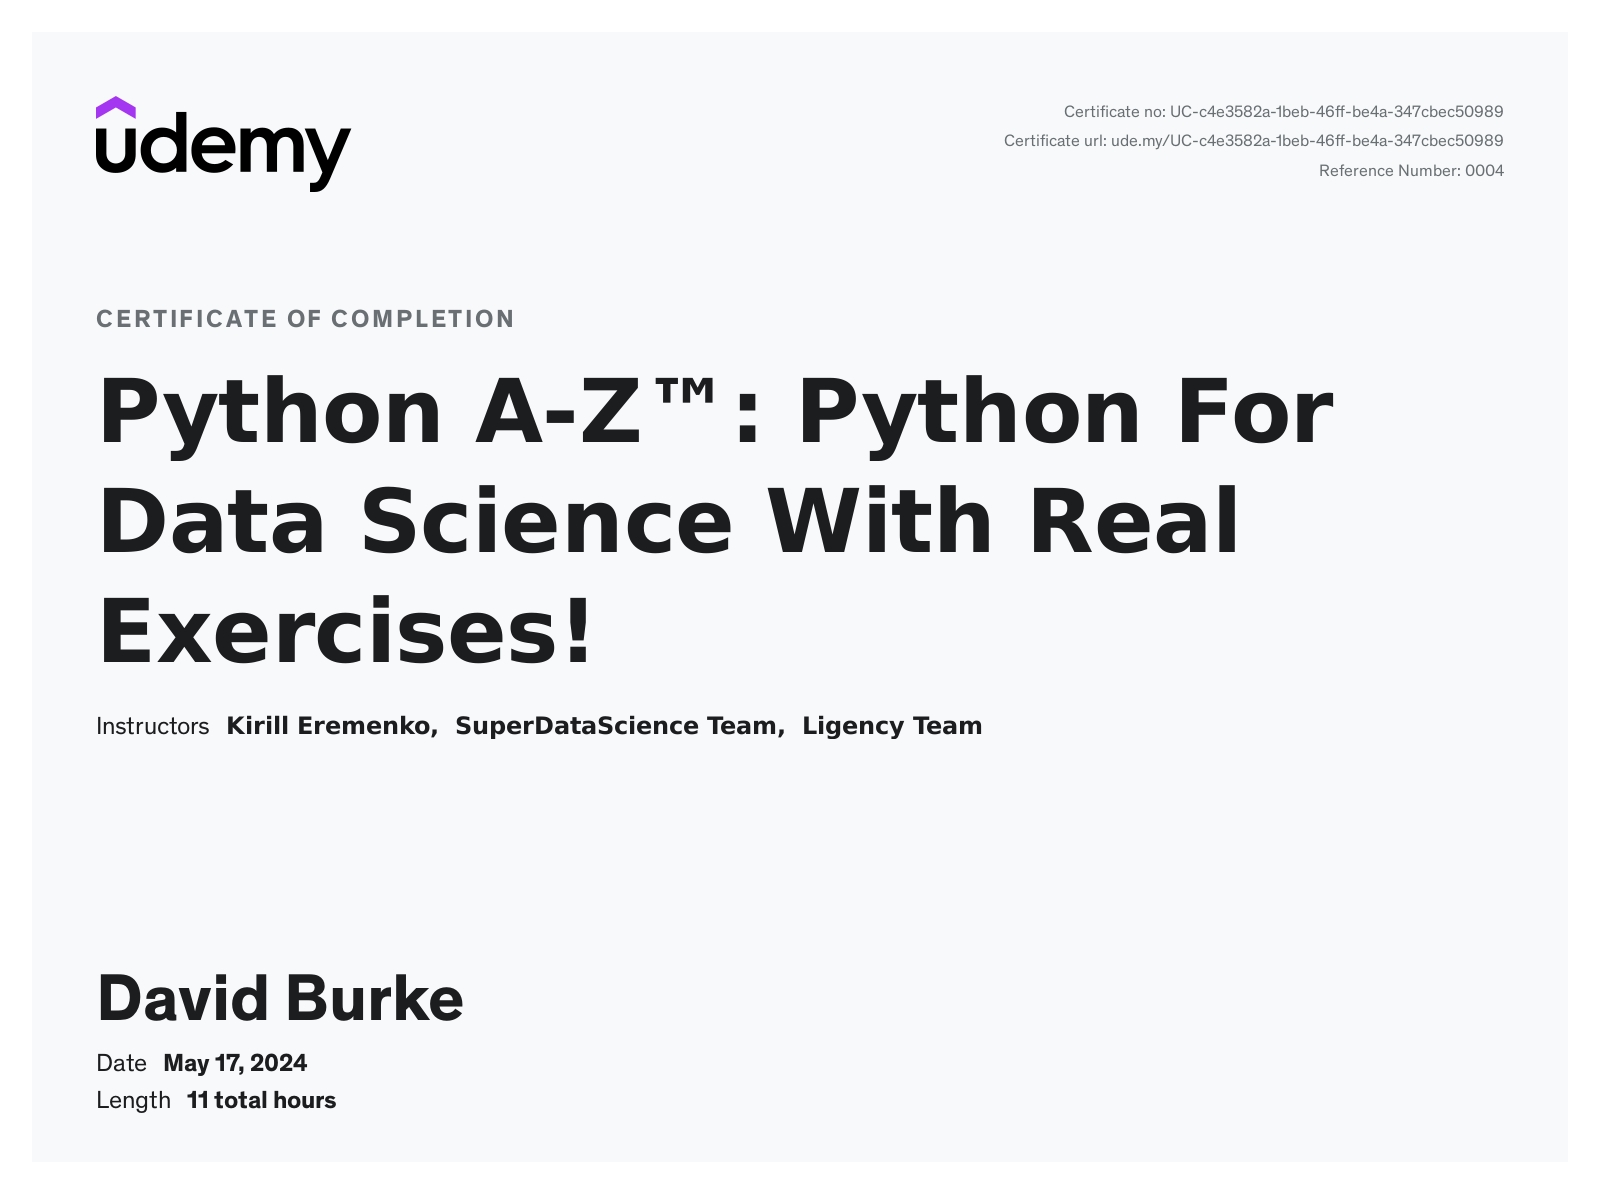 udemy
Certificate no: UC-c4e3582a-1beb-46ff-be4a-347cbec50989
Certificate url: ude.my/UC-c4e3582a-1beb-46ff-be4a-347cbec50989
Reference Number: 0004
CERTIFICATE OF COMPLETION
Python A-Z™: Python For
Data Science With Real
Exercises!
Instructors Kirill Eremenko, SuperDataScience Team, Ligency Team
David Burke
Date May 17, 2024
Length 11 total hours